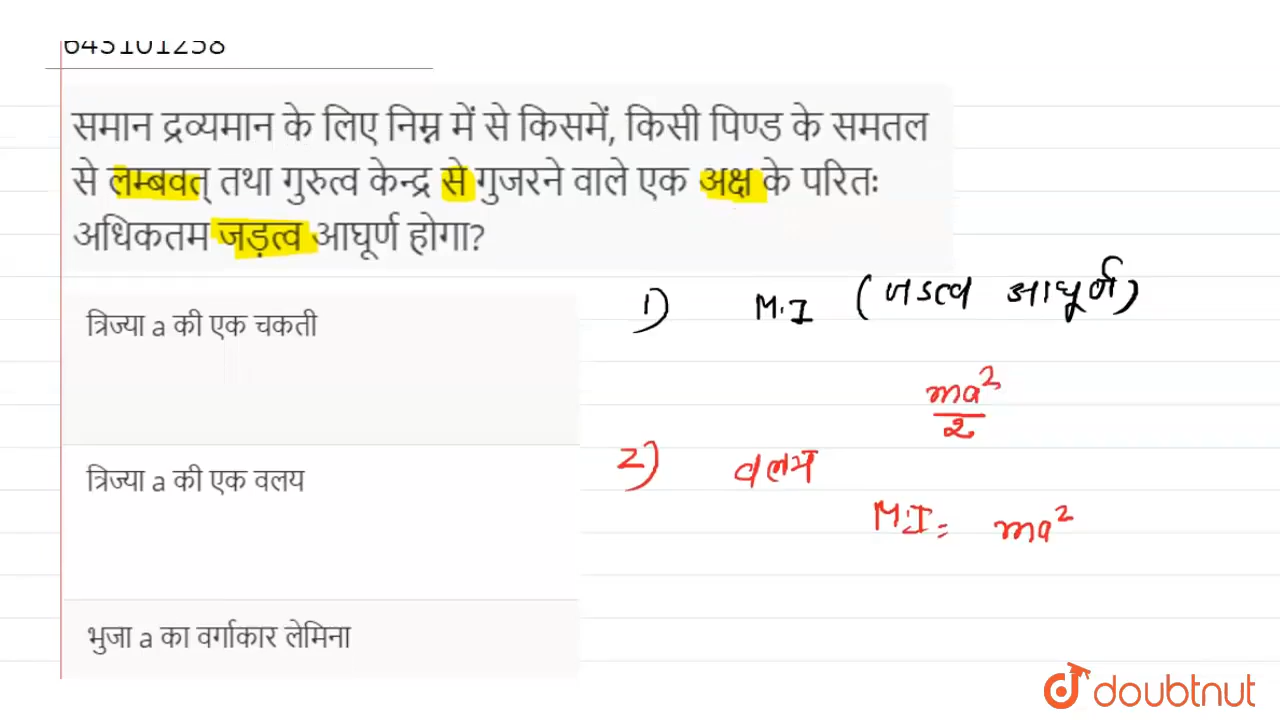 645101258
समान द्रव्यमान के लिए निम्न में से किसमें, किसी पिण्ड के समतल
से लम्बवत् तथा गुरुत्व केन्द्र से गुजरने वाले एक अक्ष के परितः
अधिकतम जड़त्व आघूर्ण होगा?
1) M.I (जडत्व आघूर्ण)
त्रिज्या a की एक चकती
ma²/2
2) वलय
त्रिज्या a की एक वलय
M.I = ma²
भुजा a का वर्गाकार लेमिना
doubtnut